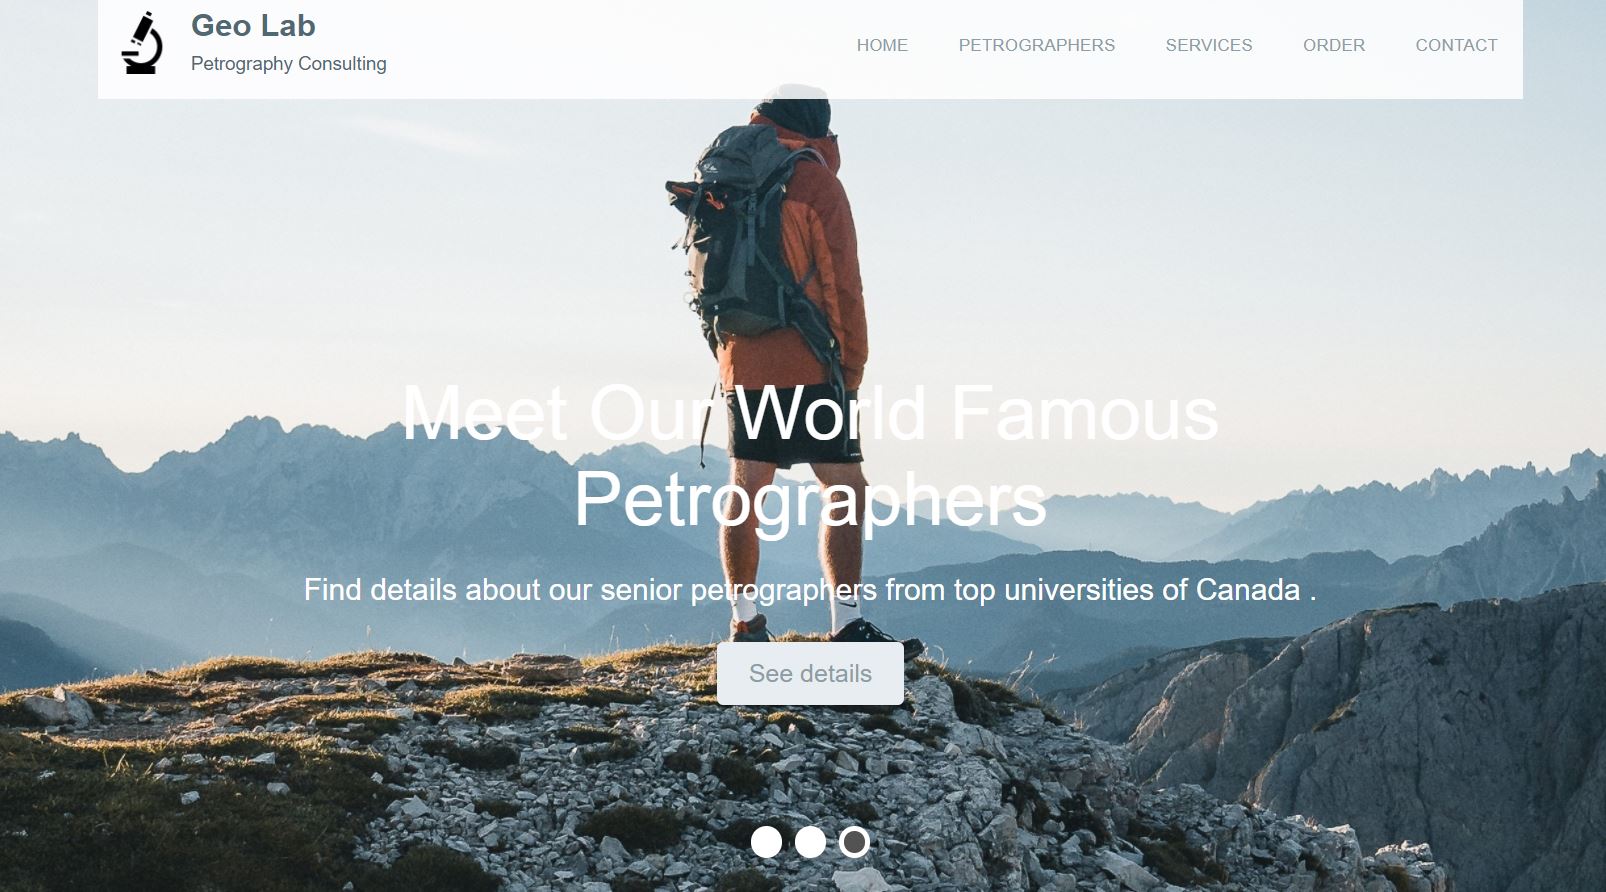 Geo Lab
Petrography Consulting
HOME PETROGRAPHERS SERVICES ORDER CONTACT
Meet Our World Famous
Petrographers
Find details about our senior petrographers from top universities of Canada .
See details